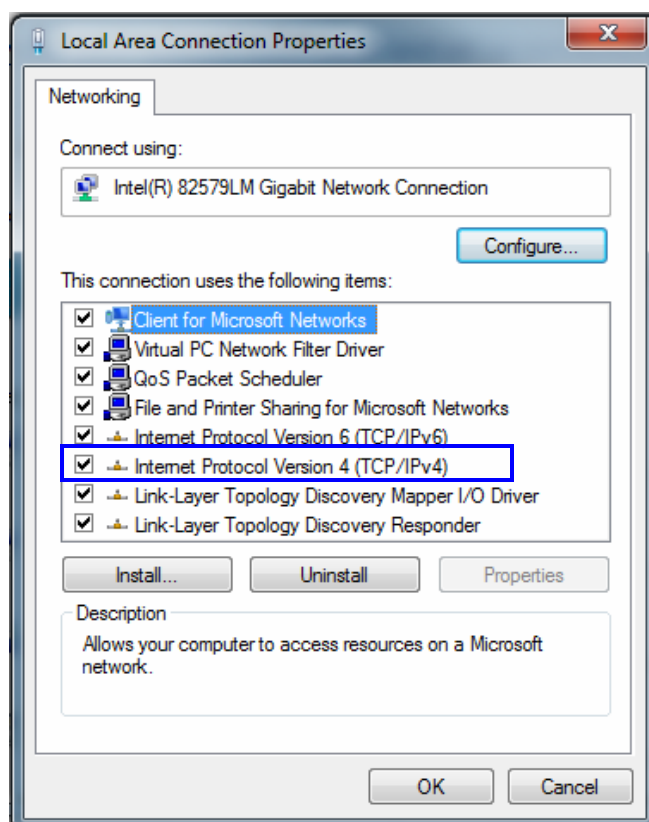 Local Area Connection Properties
Networking
Connect using:
Intel(R) 82579LM Gigabit Network Connection
Configure...
This connection uses the following items:
Client for Microsoft Networks
Virtual PC Network Filter Driver
QoS Packet Scheduler
File and Printer Sharing for Microsoft Networks
Internet Protocol Version 6 (TCP/IPv6)
Internet Protocol Version 4 (TCP/IPv4)
Link-Layer Topology Discovery Mapper I/O Driver
Link-Layer Topology Discovery Responder
Install... Uninstall Properties
Description
Allows your computer to access resources on a Microsoft
network.
OK Cancel